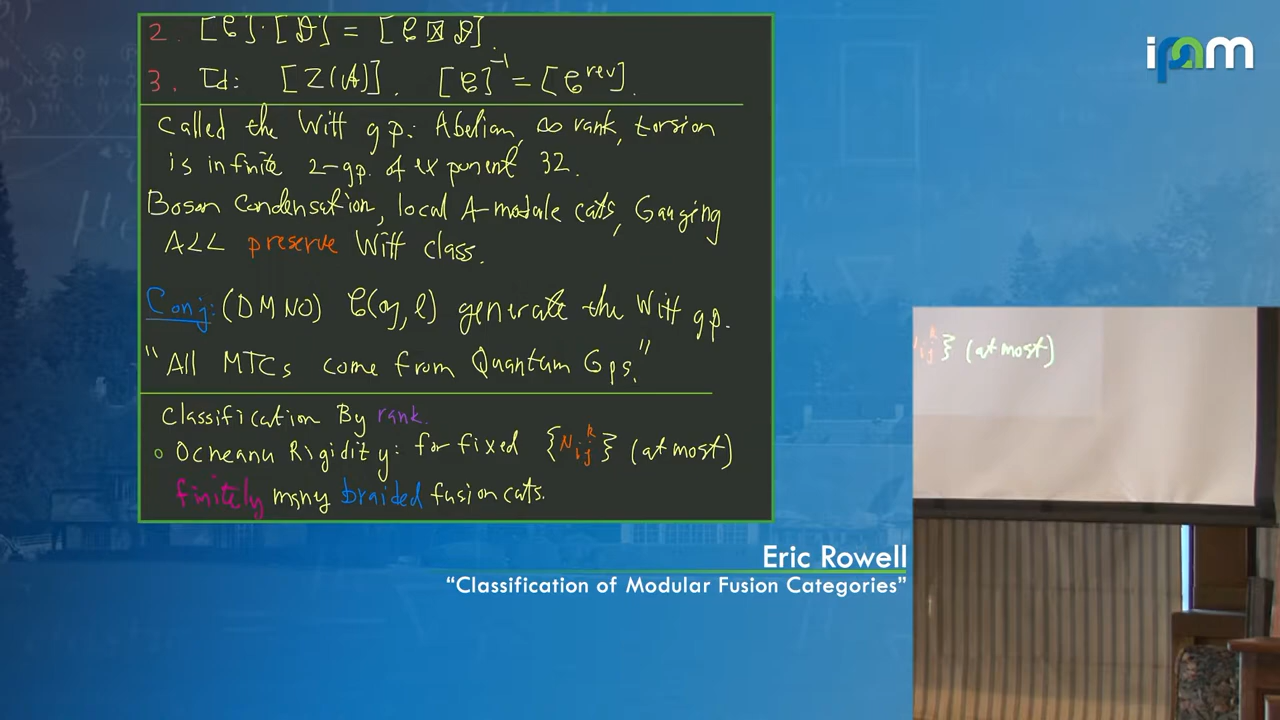 2. [C]·[D] = [C ⊠ D].
3. Id: [Z(A)]. [C]⁻¹ = [C^rev].
Called the Witt gp: Abelian, ∞ rank, torsion
is infinite 2-gp. of exponent 32.
Boson Condensation, local A-module cats, Gauging
ALL preserve Witt class.
Conj: (DMNO) C(g, l) generate the Witt gp.
"All MTCs come from Quantum Gps."
Classification By rank.
○ Ocneanu Rigidity: for fixed {N_ij^k} (at most)
finitely many braided fusion cats.
ipam
N_ij^k} (at most)
Eric Rowell
"Classification of Modular Fusion Categories"